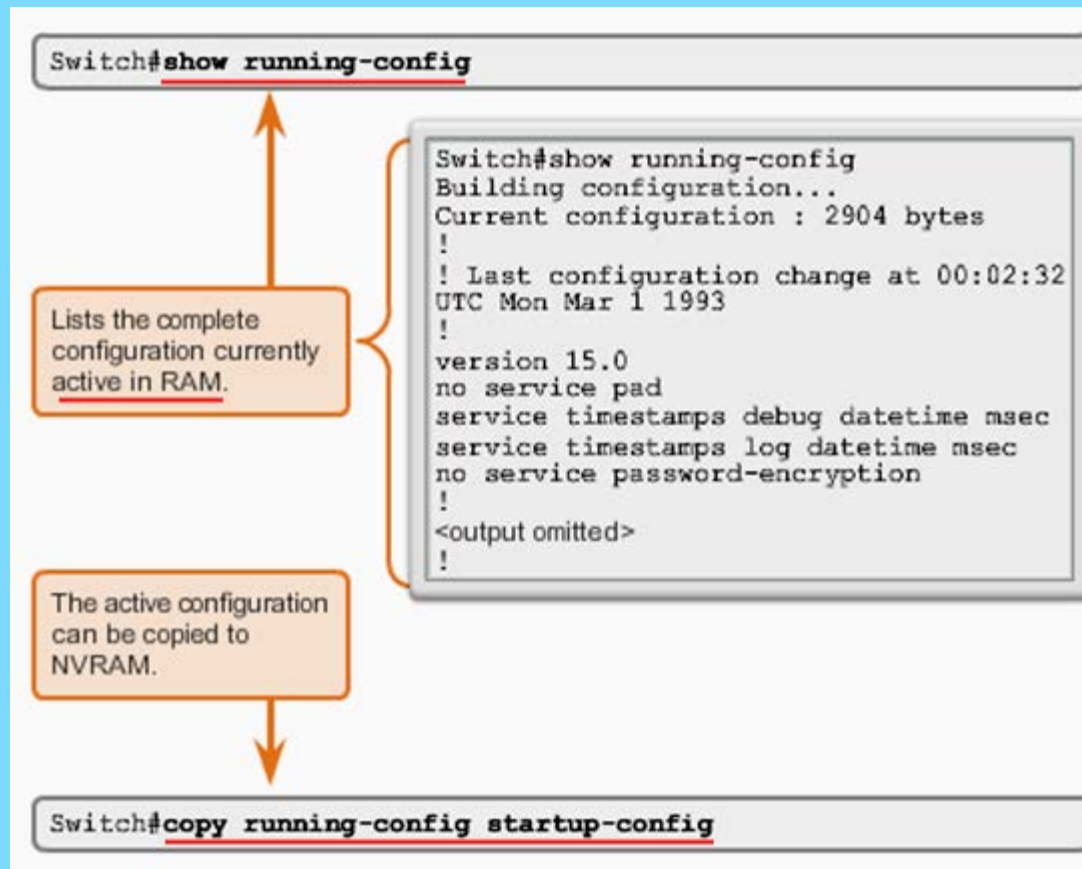 Switch#show running-config
Switch#show running-config
Building configuration...
Current configuration : 2904 bytes
!
! Last configuration change at 00:02:32
UTC Mon Mar 1 1993
!
version 15.0
no service pad
service timestamps debug datetime msec
service timestamps log datetime msec
no service password-encryption
!
<output omitted>
!
Lists the complete
configuration currently
active in RAM.
The active configuration
can be copied to
NVRAM.
Switch#copy running-config startup-config